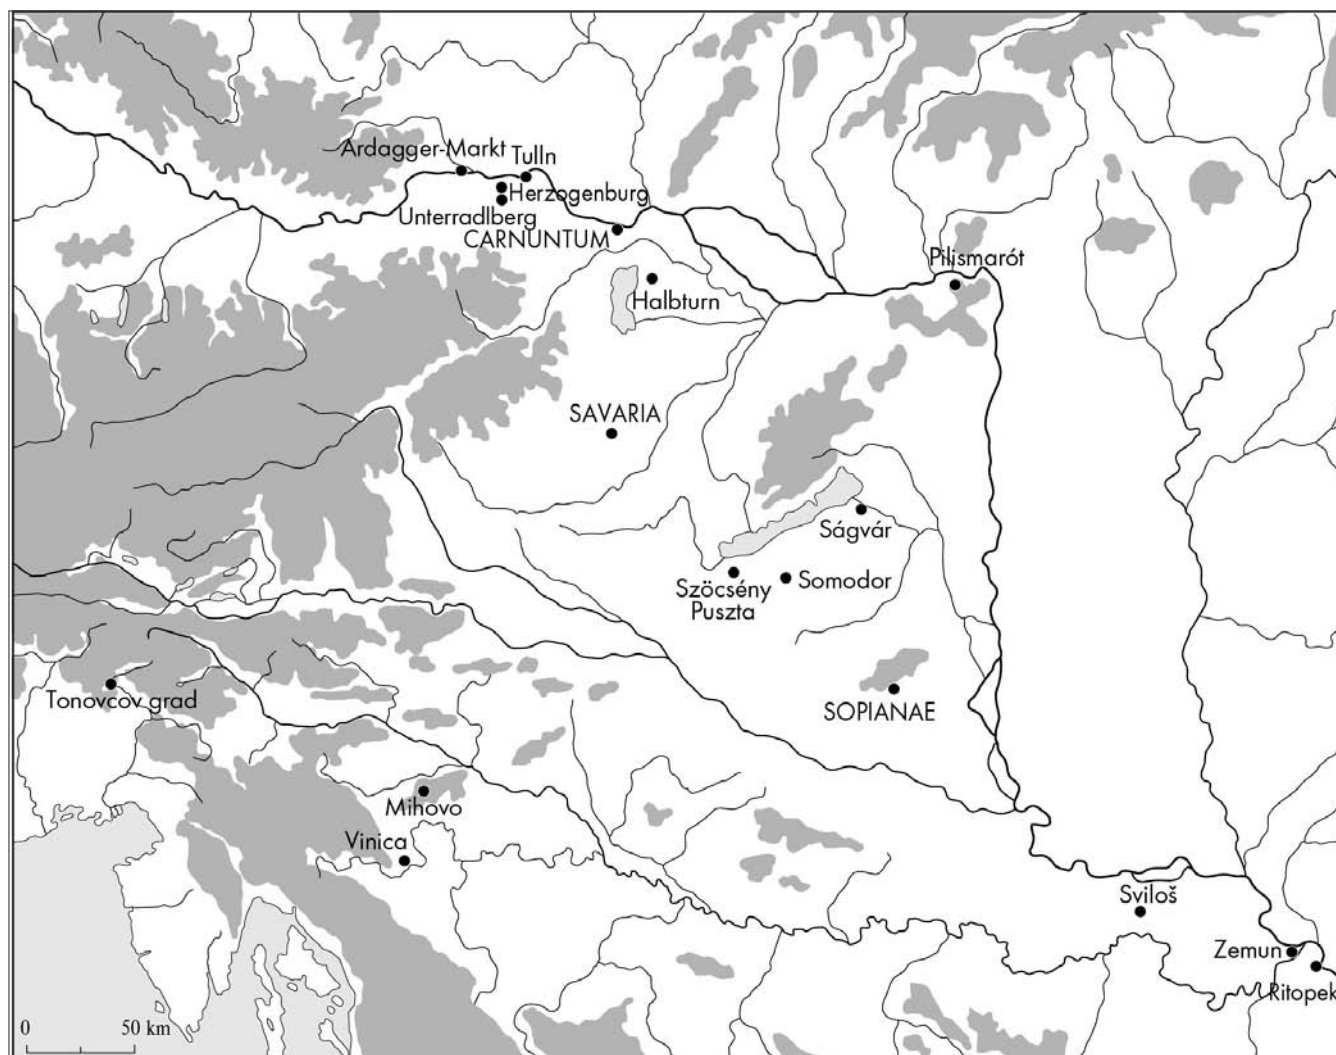 Ardagger-Markt
Tulln
Herzogenburg
Unterradlberg
CARNUNTUM
Pilismarót
Halbturn
SAVARIA
Ságvár
Szöcsény
Puszta
Somodor
Tonovcov grad
SOPIANAE
Mihovo
Vinica
Sviloš
Zemun
Ritopek
0
50 km